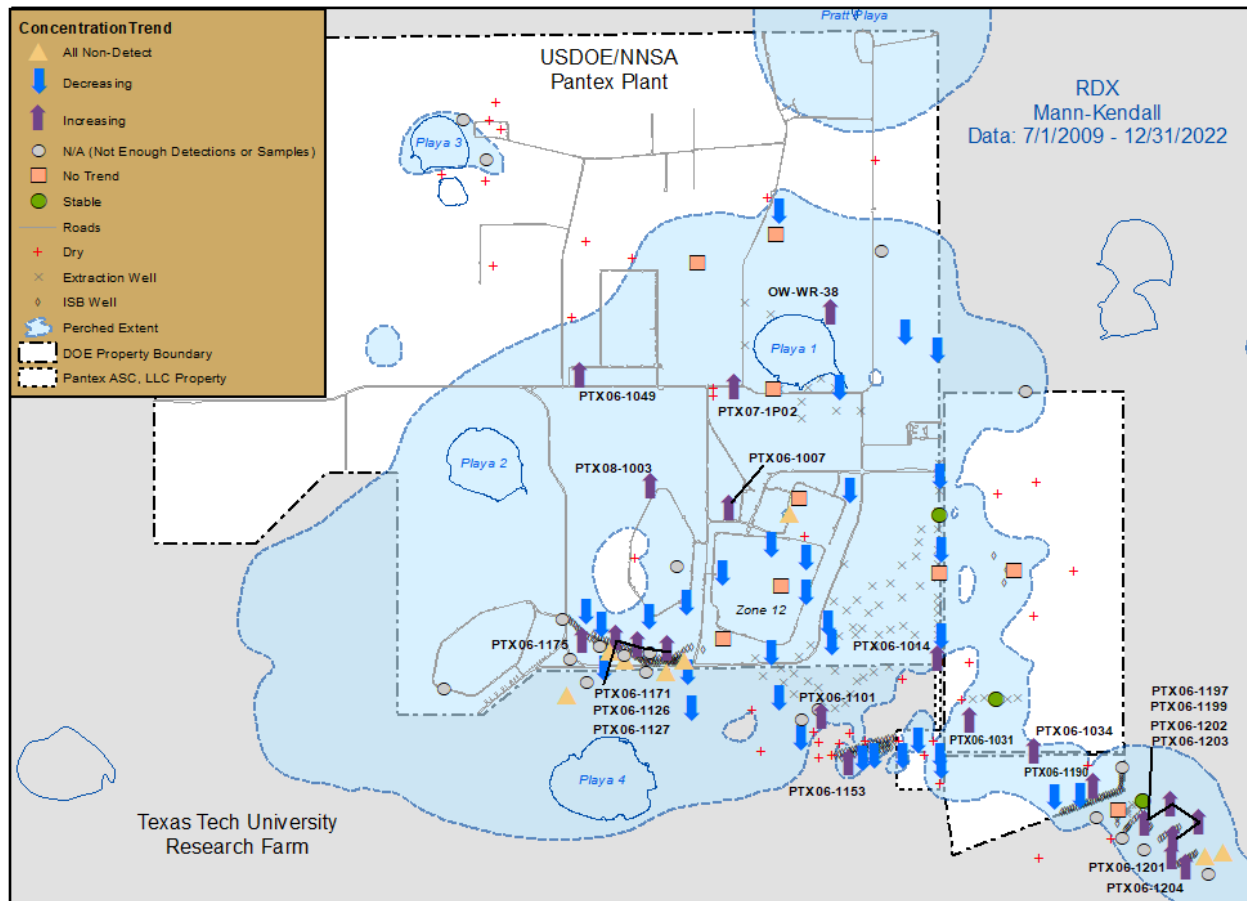 ConcentrationTrend
All Non-Detect
Decreasing
Increasing
N/A (Not Enough Detections or Samples)
No Trend
Stable
Roads
Dry
Extraction Well
ISB Well
Perched Extent
DOE Property Boundary
Pantex ASC, LLC Property
USDOE/NNSA
Pantex Plant
Pratt Playa
RDX
Mann-Kendall
Data: 7/1/2009 - 12/31/2022
Playa 3
OW-WR-38
Playa 1
PTX06-1049
PTX07-1P02
Playa 2
PTX08-1003
PTX06-1007
Zone 12
PTX06-1175
PTX06-1014
PTX06-1171
PTX06-1126
PTX06-1127
PTX06-1101
PTX06-1031
PTX06-1034
PTX06-1197
PTX06-1199
PTX06-1202
PTX06-1203
Playa 4
PTX06-1153
PTX06-1190
Texas Tech University
Research Farm
PTX06-1201
PTX06-1204